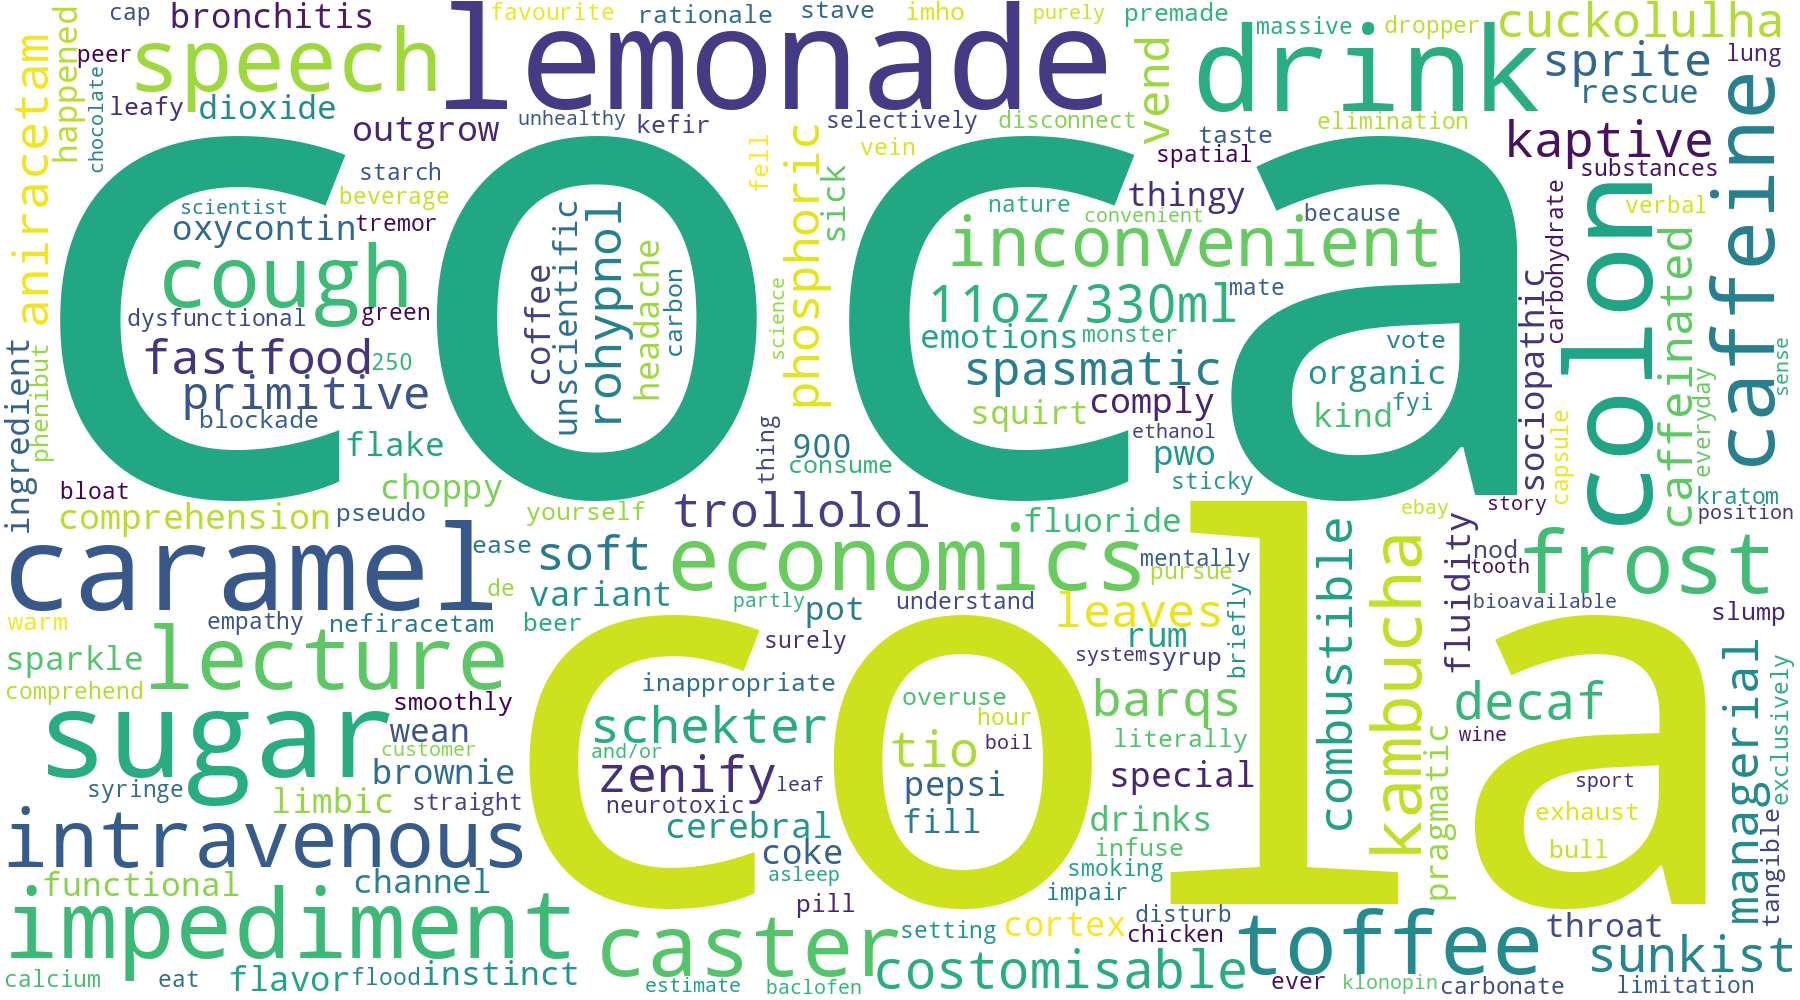 cap
bronchitis
lemonade
favourite
rationale
stave
imho
purely
premade
massive
dropper
cuckolulha
peer
speech
drink
vend
sprite
lung
happened
chocolate
leafy
dioxide
outgrow
unhealthy
kefir
selectively
disconnect
taste
elimination
rescue
kaptive
caffeine
aniracetam
coca
starch
beverage
fell
phosphoric
sick
vein
spatial
substances
scientist
oxycontin
tremor
unscientific
rohypnol
thingy
nature
convenient
because
verbal
colon
caffeinated
carbohydrate
cough
coffee
headache
carbon
science
inconvenient
11oz/330ml
mate
dysfunctional
green
emotions
monster
vote
sociopathic
fastfood
250
primitive
spasmatic
organic
sense
everyday
ingredient
phenibut
blockade
squirt
comply
kind
fyi
capsule
flake
thing
900
consume
ethanol
pwo
sticky
bloat
choppy
kratom
position
story
ebay
comprehension
pseudo
yourself
trollolol
fluoride
caramel
ease
soft
economics
mentally
pursue
combustible
kambucha
fluidity
nod
tooth
frost
de
variant
partly
pot
understand
leaves
briefly
bioavailable
slump
warm
empathy
nefiracetam
beer
cola
surely
rum
system
syrup
sparkle
lecture
comprehend
smoothly
inappropriate
overuse
hour
barqs
decaf
managerial
exclusively
sugar
wean
customer
schekter
and/or
tio
boil
literally
wine
pragmatic
brownie
zenify
leaf
pepsi
special
sport
syringe
limbic
straight
neurotoxic
intravenous
cerebral
fill
drinks
exhaust
tangible
coke
infuse
bull
functional
channel
asleep
smoking
impediment
pill
impair
caster
setting
cortex
disturb
chicken
toffee
throat
sunkist
calcium
eat
flavor
flood
instinct
estimate
baclofen
costomisable
ever
klonopin
carbonate
limitation